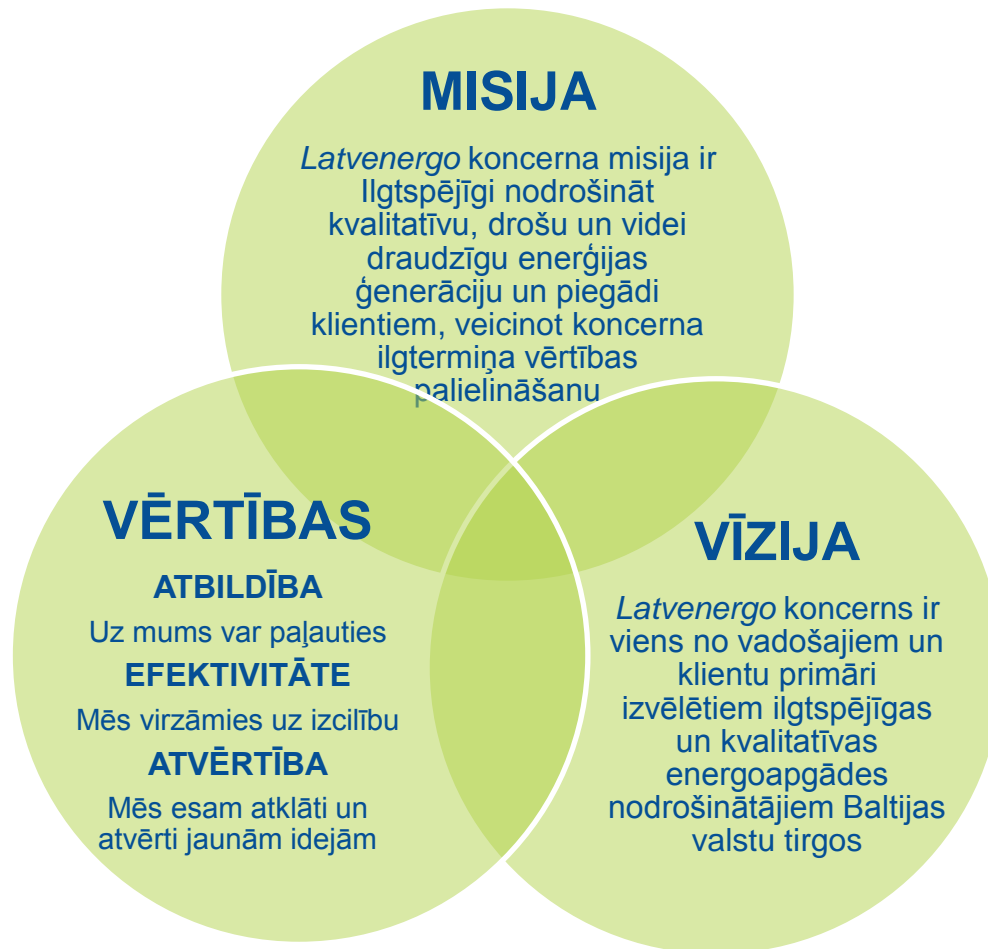 MISIJA
Latvenergo koncerna misija ir
Ilgtspējīgi nodrošināt
kvalitatīvu, drošu un videi
draudzīgu enerģijas
ģenerāciju un piegādi
klientiem, veicinot koncerna
ilgtermiņa vērtības
palielināšanu
VĒRTĪBAS
ATBILDĪBA
Uz mums var paļauties
EFEKTIVITĀTE
Mēs virzāmies uz izcilību
ATVĒRTĪBA
Mēs esam atklāti un
atvērti jaunām idejām
VĪZIJA
Latvenergo koncerns ir
viens no vadošajiem un
klientu primāri
izvēlētiem ilgtspējīgas
un kvalitatīvas
energoapgādes
nodrošinātājiem Baltijas
valstu tirgos